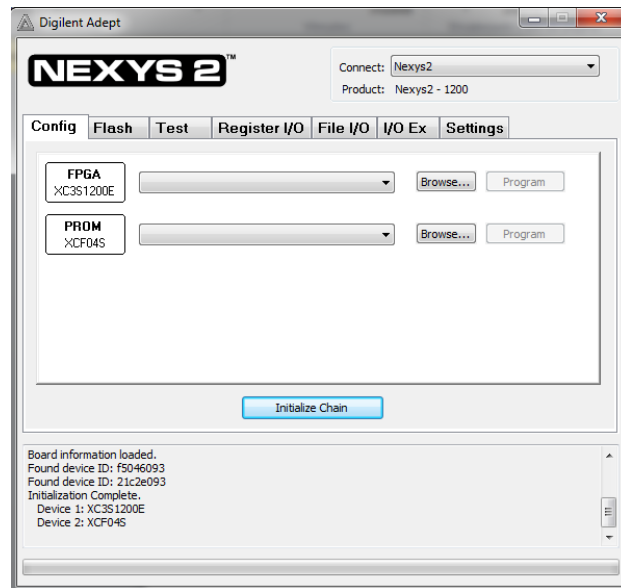 Digilent Adept
NEXYS 2™
Connect: Nexys2
Product: Nexys2 - 1200
Config Flash Test Register I/O File I/O I/O Ex Settings
FPGA
XC3S1200E
Browse... Program
PROM
XCF04S
Browse... Program
Initialize Chain
Board information loaded.
Found device ID: f5046093
Found device ID: 21c2e093
Initialization Complete.
Device 1: XC3S1200E
Device 2: XCF04S